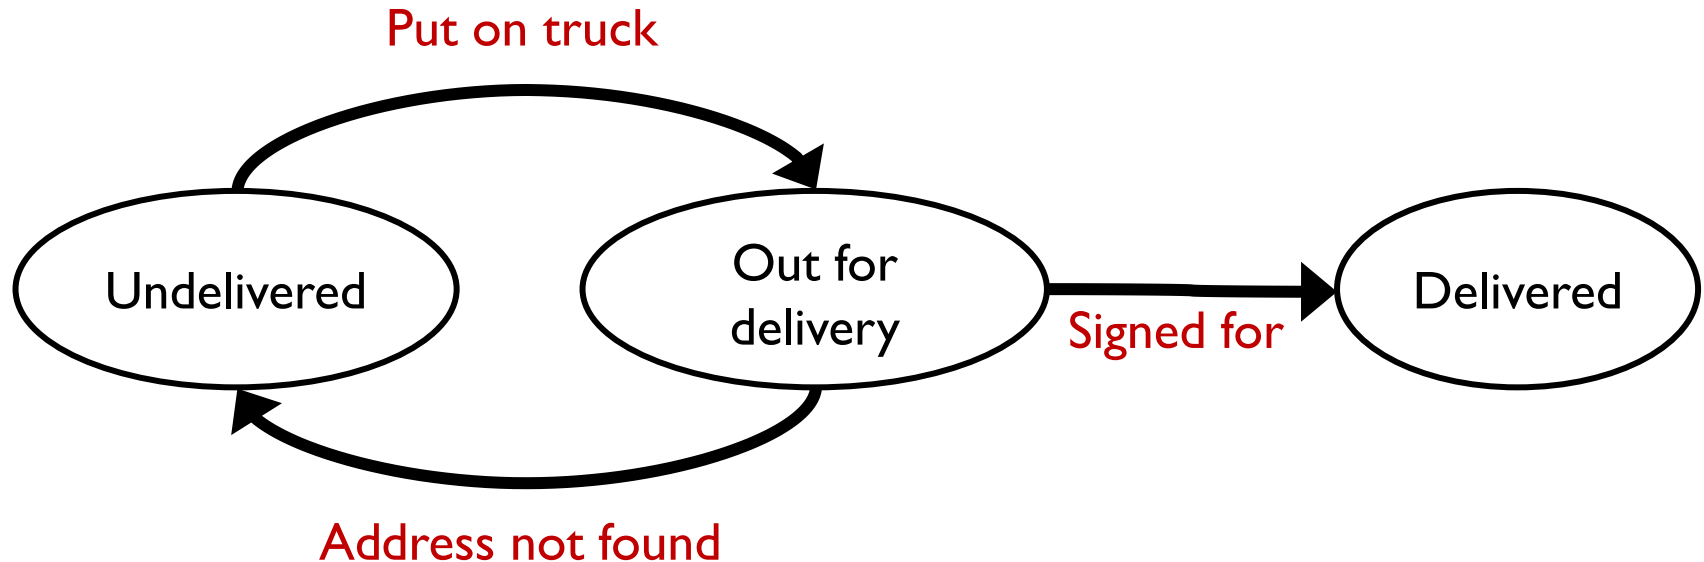 Put on truck
Undelivered
Out for
delivery
Signed for
Delivered
Address not found